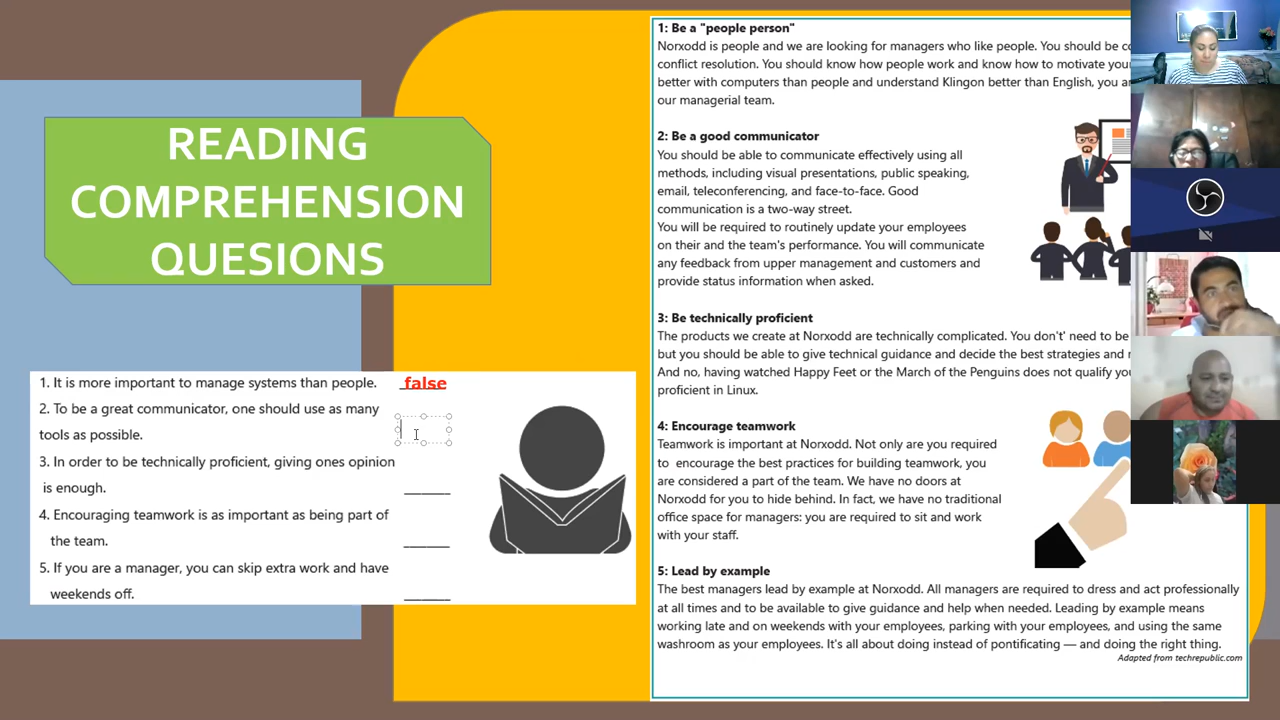 READING
COMPREHENSION
QUESIONS
1. It is more important to manage systems than people. false
2. To be a great communicator, one should use as many
tools as possible.
3. In order to be technically proficient, giving ones opinion
is enough. ______
4. Encouraging teamwork is as important as being part of
the team. ______
5. If you are a manager, you can skip extra work and have
weekends off. ______
1: Be a "people person"
Norxodd is people and we are looking for managers who like people. You should be
conflict resolution. You should know how people work and know how to motivate
better with computers than people and understand Klingon better than English, you
our managerial team.
2: Be a good communicator
You should be able to communicate effectively using all
methods, including visual presentations, public speaking,
email, teleconferencing, and face-to-face. Good
communication is a two-way street.
You will be required to routinely update your employees
on their and the team's performance. You will communicate
any feedback from upper management and customers and
provide status information when asked.
3: Be technically proficient
The products we create at Norxodd are technically complicated. You don't' need to be
but you should be able to give technical guidance and decide the best strategies and
And no, having watched Happy Feet or the March of the Penguins does not qualify
proficient in Linux.
4: Encourage teamwork
Teamwork is important at Norxodd. Not only are you required
to encourage the best practices for building teamwork, you
are considered a part of the team. We have no doors at
Norxodd for you to hide behind. In fact, we have no traditional
office space for managers: you are required to sit and work
with your staff.
5: Lead by example
The best managers lead by example at Norxodd. All managers are required to dress and act professionally
at all times and to be available to give guidance and help when needed. Leading by example means
working late and on weekends with your employees, parking with your employees, and using the same
washroom as your employees. It's all about doing instead of pontificating — and doing the right thing.
Adapted from techrepublic.com